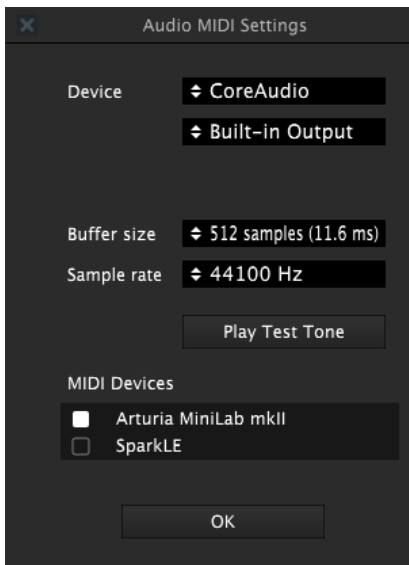 Audio MIDI Settings
Device CoreAudio
Built-in Output
Buffer size 512 samples (11.6 ms)
Sample rate 44100 Hz
Play Test Tone
MIDI Devices
Arturia MiniLab mkII
SparkLE
OK